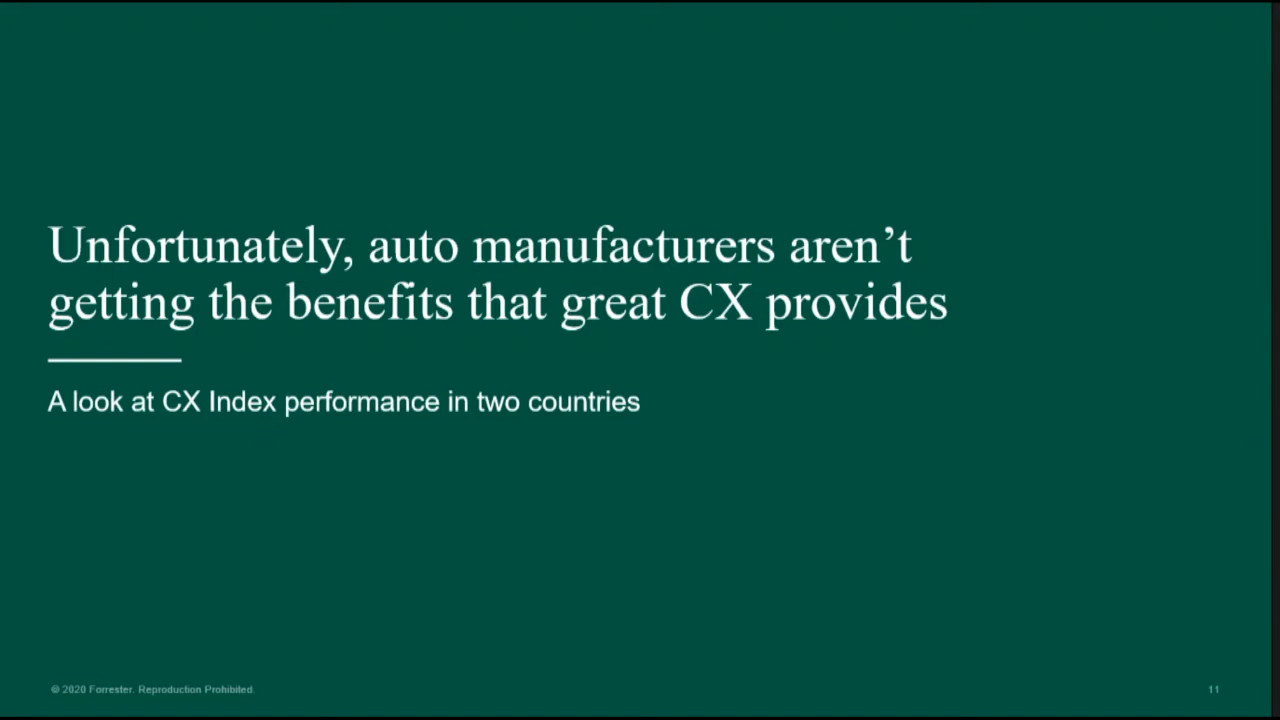 Unfortunately, auto manufacturers aren’t
getting the benefits that great CX provides
A look at CX Index performance in two countries
© 2020 Forrester. Reproduction Prohibited.
11